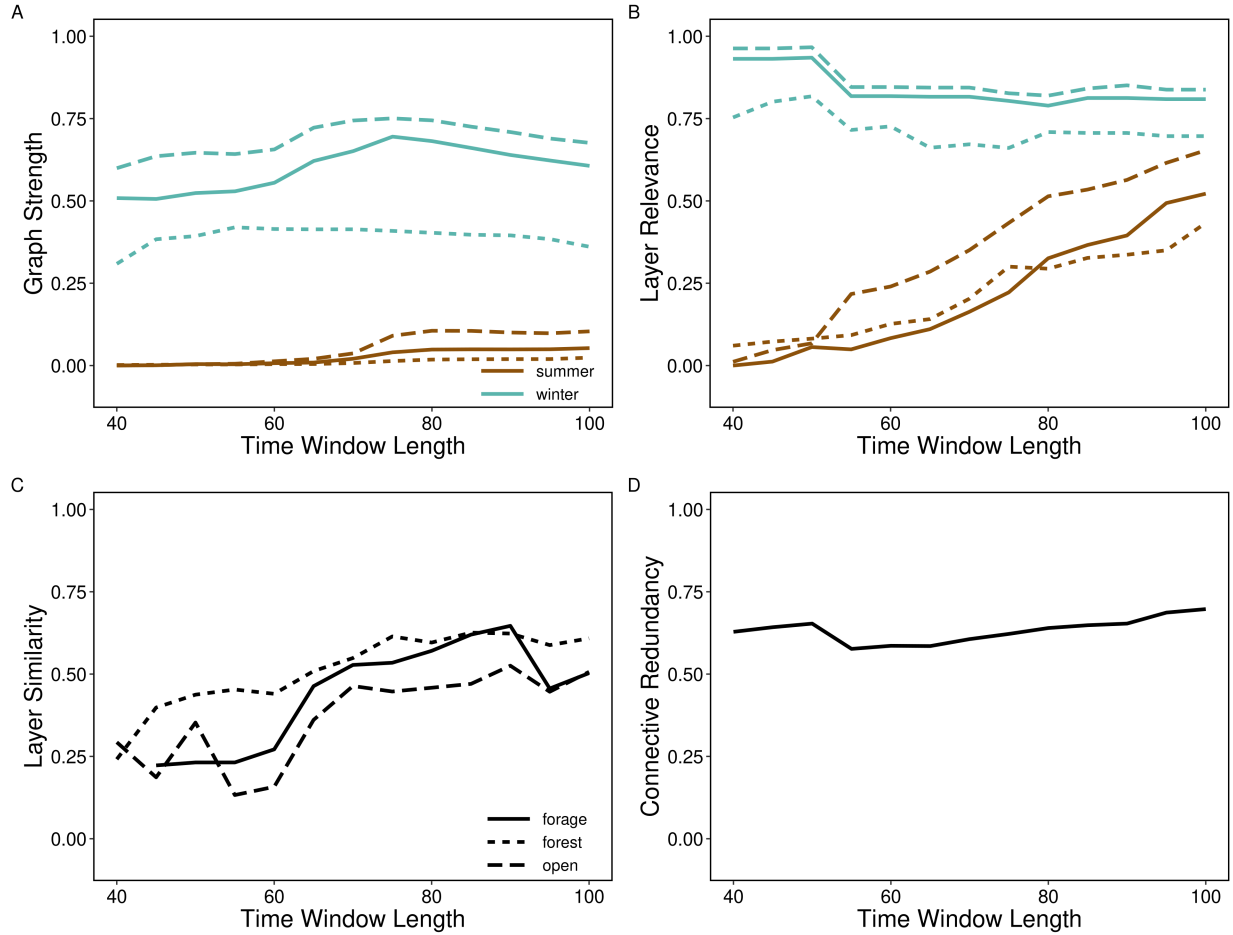 A
Graph Strength
1.00
0.75
0.50
0.25
0.00
summer
winter
40 60 80 100
Time Window Length
B
Layer Relevance
1.00
0.75
0.50
0.25
0.00
40 60 80 100
Time Window Length
C
Layer Similarity
1.00
0.75
0.50
0.25
0.00
forage
forest
open
40 60 80 100
Time Window Length
D
Connective Redundancy
1.00
0.75
0.50
0.25
0.00
40 60 80 100
Time Window Length